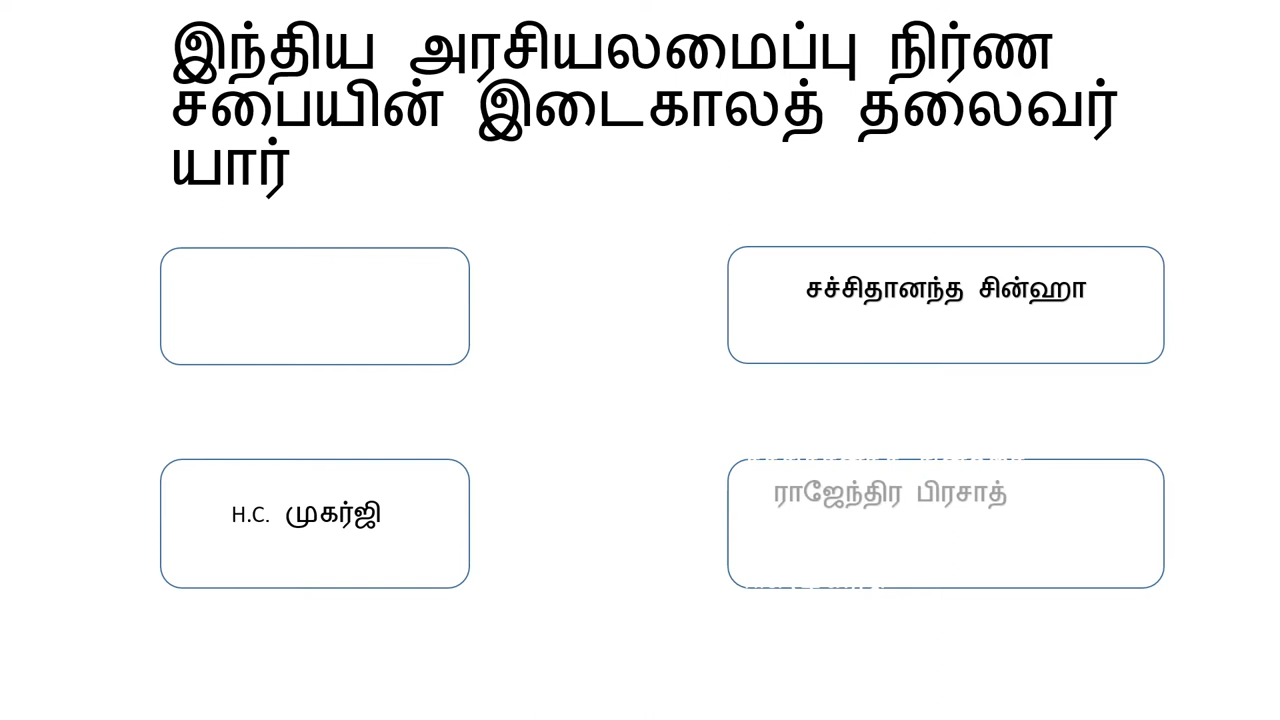 இந்திய அரசியலமைப்பு நிர்ண
சபையின் இடைகாலத் தலைவர்
யார்
சச்சிதானந்த சின்ஹா
H.C. முகர்ஜி
ராஜேந்திர பிரசாத்